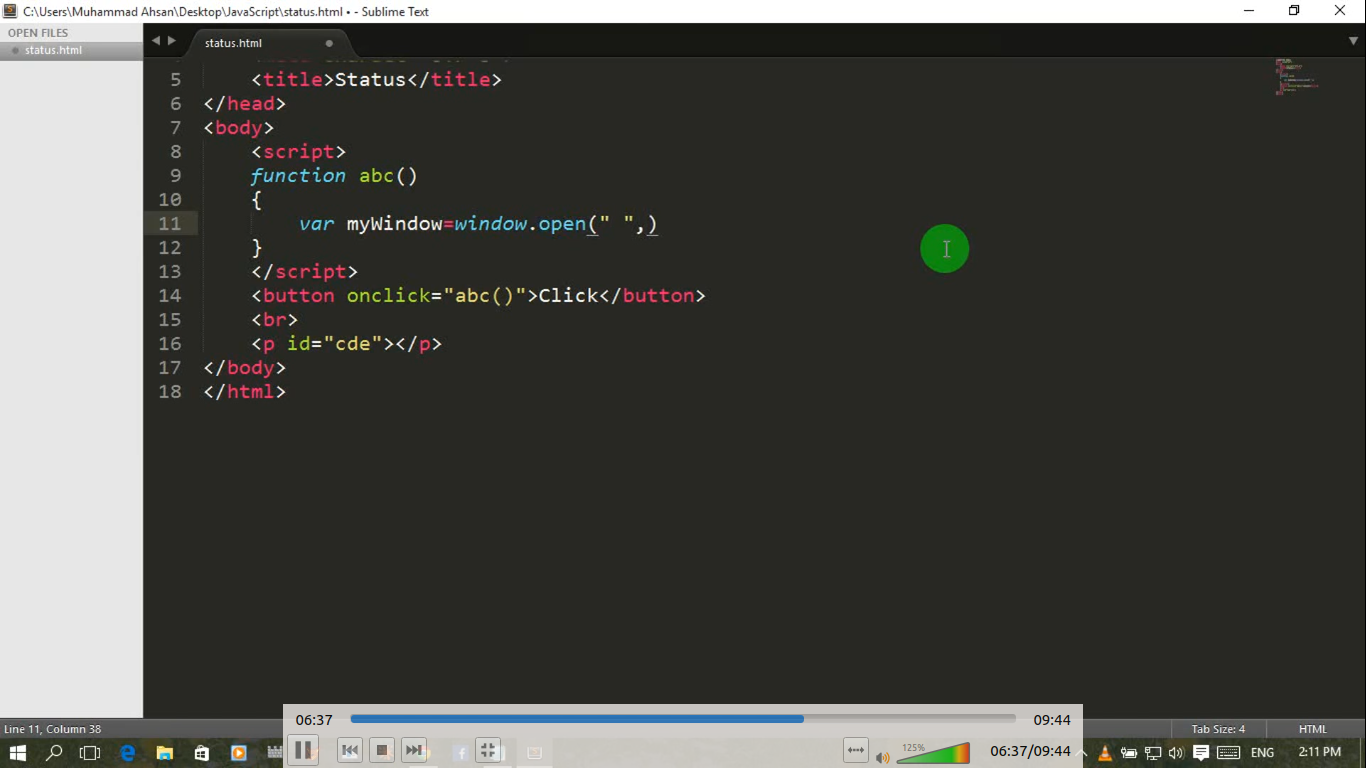 C:\Users\Muhammad Ahsan\Desktop\JavaScript\status.html • - Sublime Text
OPEN FILES
status.html
status.html
5 <title>Status</title>
6 </head>
7 <body>
8 <script>
9 function abc()
10 {
11 var myWindow=window.open(" ",)
12 }
13 </script>
14 <button onclick="abc()">Click</button>
15 <br>
16 <p id="cde"></p>
17 </body>
18 </html>
Line 11, Column 38
Tab Size: 4
HTML
06:37
09:44
125%
06:37/09:44
ENG
2:11 PM